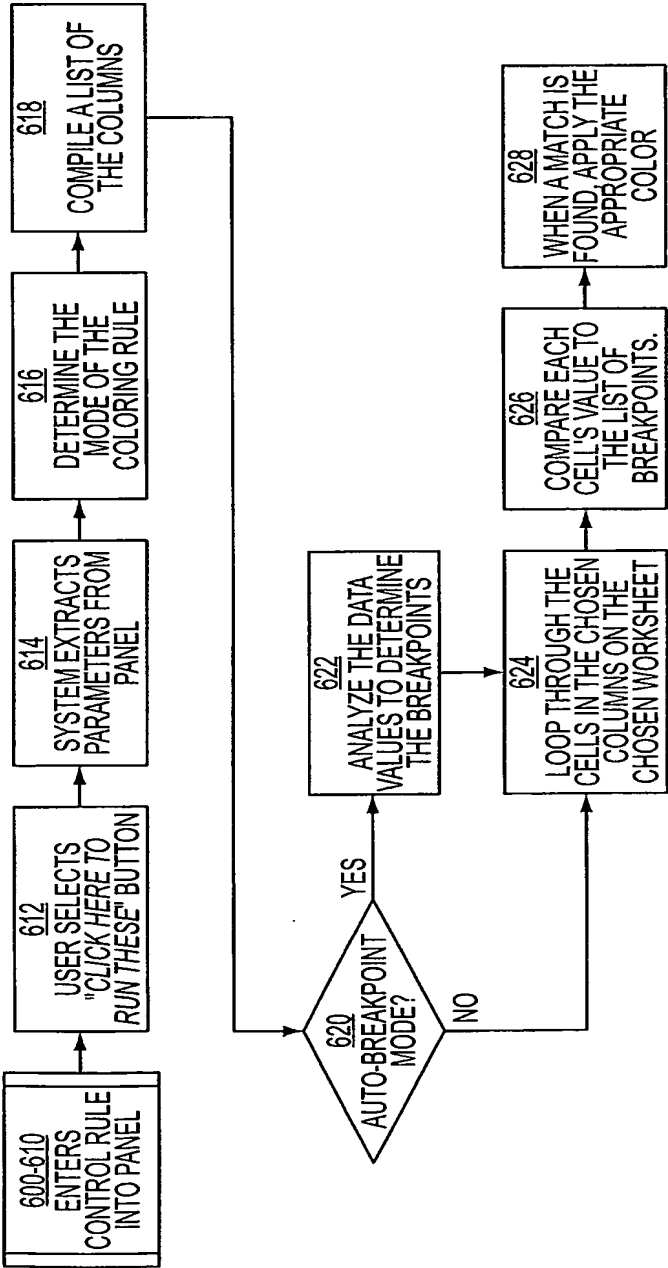 600-610
ENTERS
CONTROL RULE
INTO PANEL
612
USER SELECTS
"CLICK HERE TO
RUN THESE" BUTTON
614
SYSTEM EXTRACTS
PARAMETERS FROM
PANEL
616
DETERMINE THE
MODE OF THE
COLORING RULE
618
COMPILE A LIST OF
THE COLUMNS
620
AUTO-BREAKPOINT
MODE?
YES
NO
622
ANALYZE THE DATA
VALUES TO DETERMINE
THE BREAKPOINTS
624
LOOP THROUGH THE
CELLS IN THE CHOSEN
COLUMNS ON THE
CHOSEN WORKSHEET
626
COMPARE EACH
CELL'S VALUE TO
THE LIST OF
BREAKPOINTS.
628
WHEN A MATCH IS
FOUND, APPLY THE
APPROPRIATE
COLOR